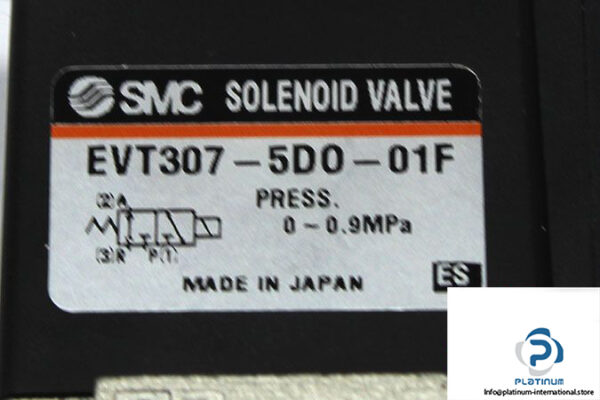 SMC SOLENOID VALVE
EVT307-5DO-01F
PRESS.
0~0.9MPa
(2)A
(3)R P(1)
MADE IN JAPAN
ES
PLATINUM
info@platinum-international.store